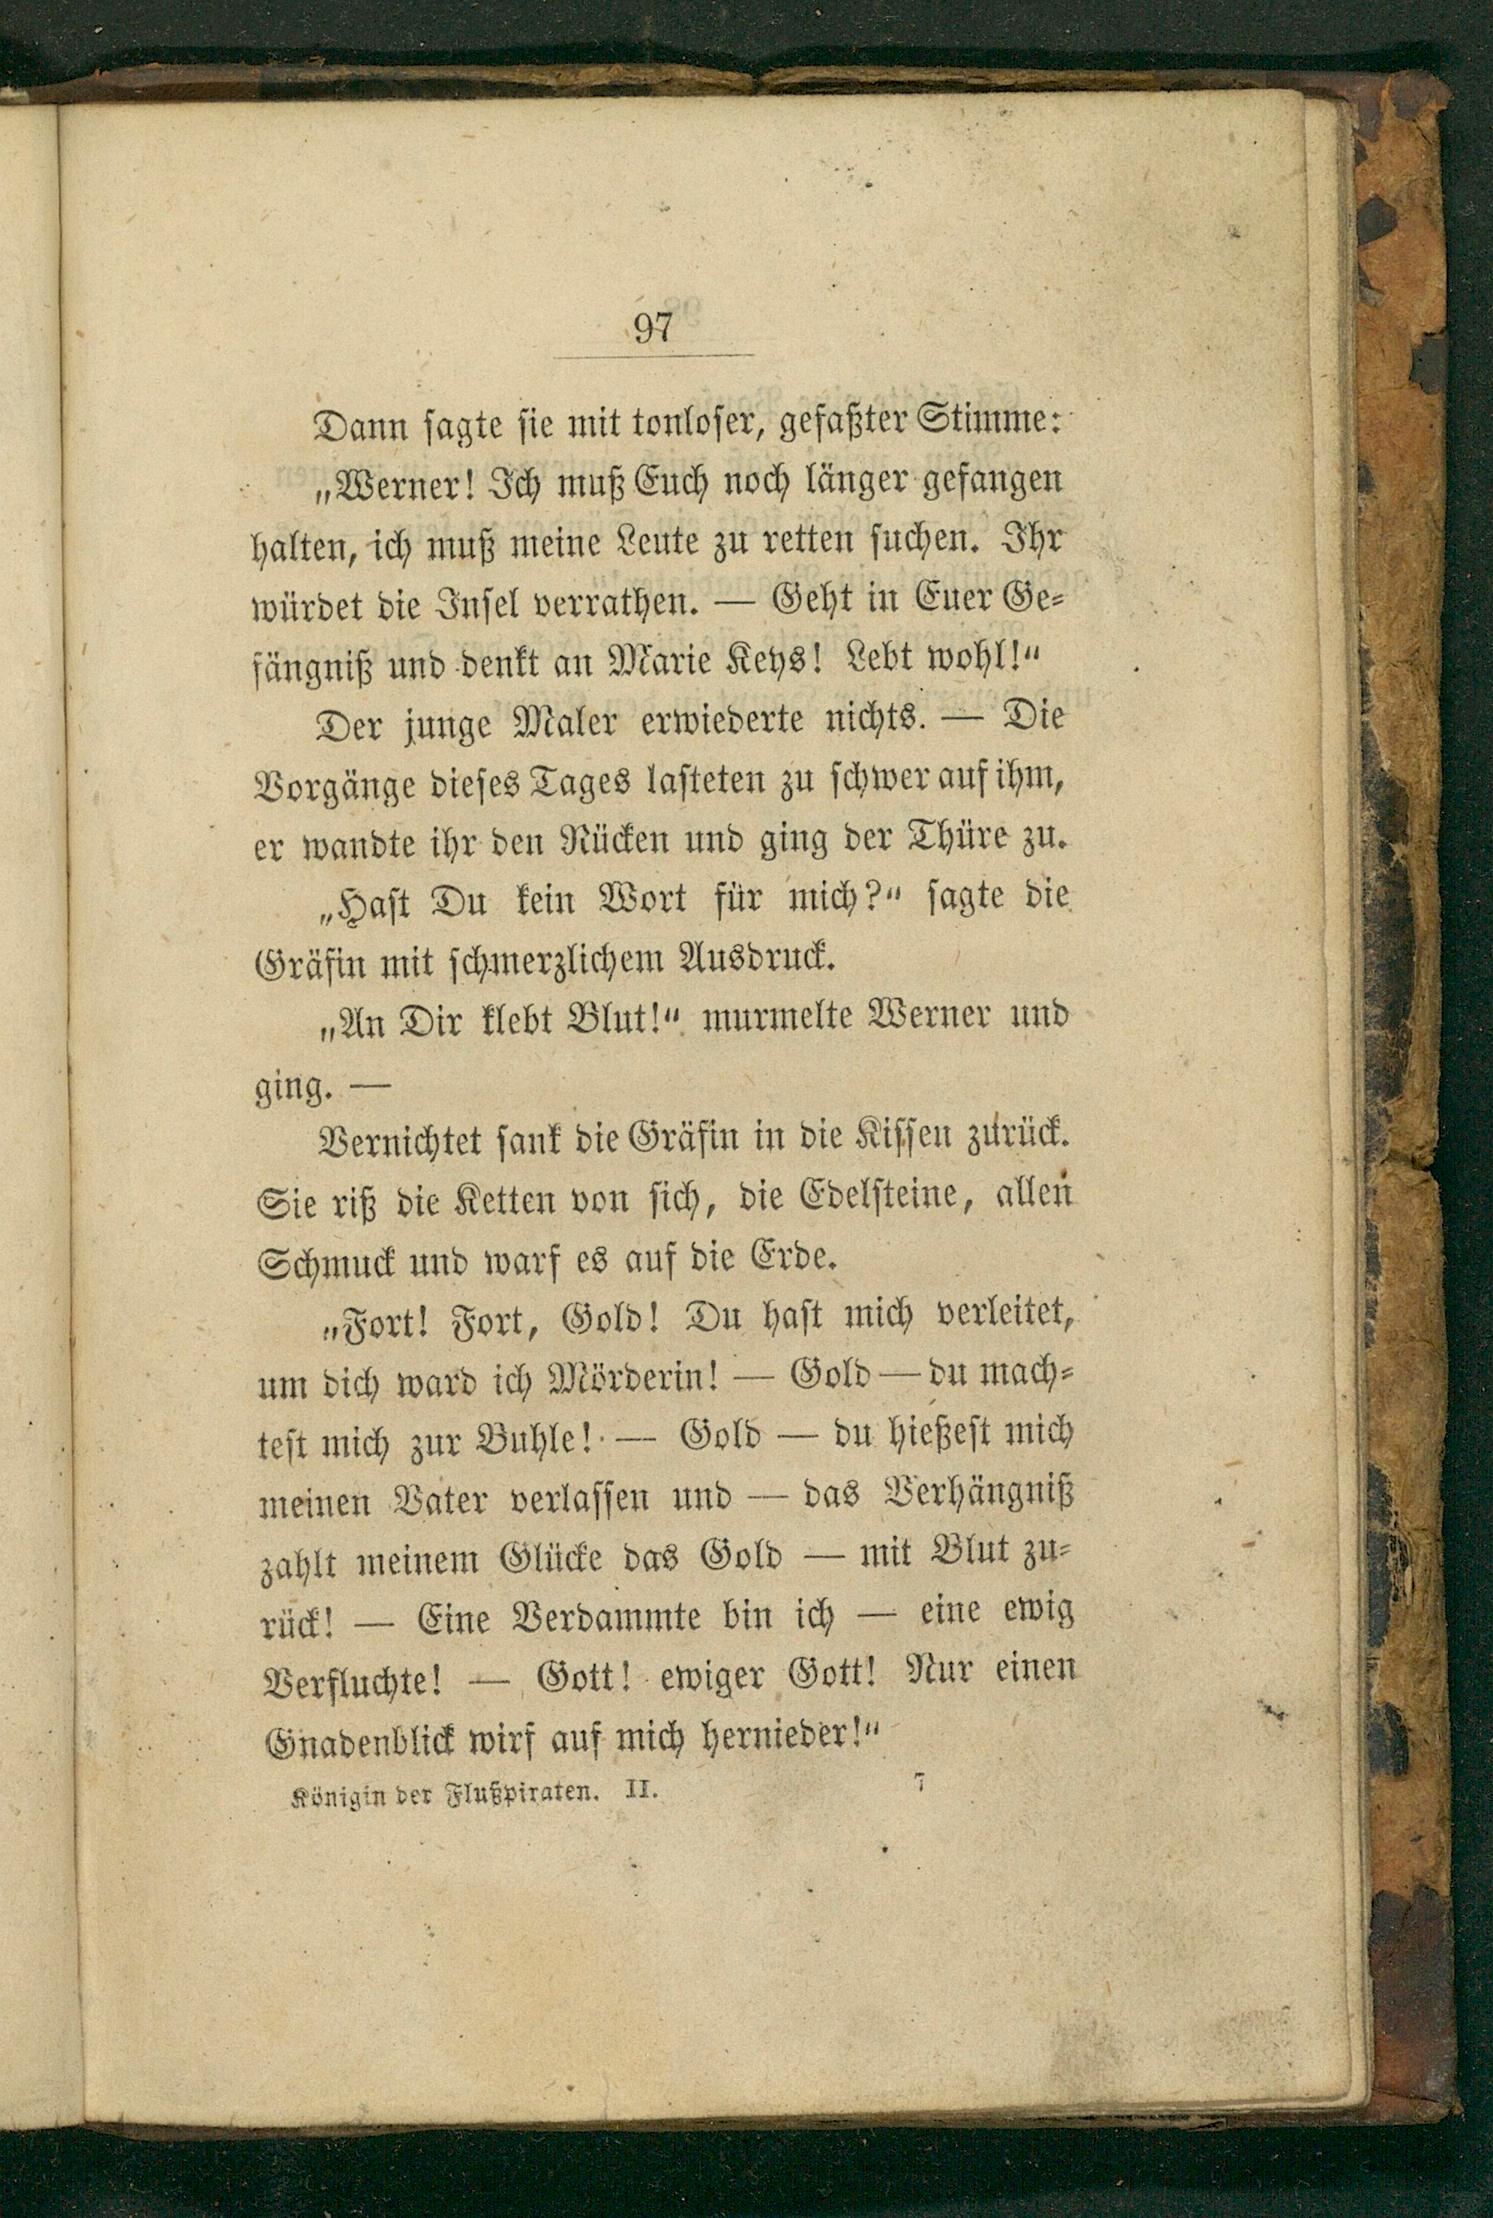 97
Dann sagte sie mit tonloser, gefaßter Stimme:
„Werner! Ich muß Euch noch länger gefangen
halten, ich muß meine Leute zu retten suchen. Ihr
würdet die Insel verrathen. — Geht in Euer Ge-
fängniß und denkt an Marie Keys! Lebt wohl!“
Der junge Maler erwiederte nichts. — Die
Vorgänge dieses Tages lasteten zu schwer auf ihm,
er wandte ihr den Rücken und ging der Thüre zu.
„Hast Du kein Wort für mich?“ sagte die
Gräfin mit schmerzlichem Ausdruck.
„An Dir klebt Blut!“ murmelte Werner und
ging. —
Vernichtet sank die Gräfin in die Kissen zurück.
Sie riß die Ketten von sich, die Edelsteine, allen
Schmuck und warf es auf die Erde.
„Fort! Fort, Gold! Du hast mich verleitet,
um dich ward ich Mörderin! — Gold — du mach-
test mich zur Buhle! — Gold — du hießest mich
meinen Vater verlassen und — das Verhängniß
zahlt meinem Glücke das Gold — mit Blut zu-
rück! — Eine Verdammte bin ich — eine ewig
Verfluchte! — Gott! ewiger Gott! Nur einen
Gnadenblick wirf auf mich hernieder!“
Königin der Flußpiraten. II. 7